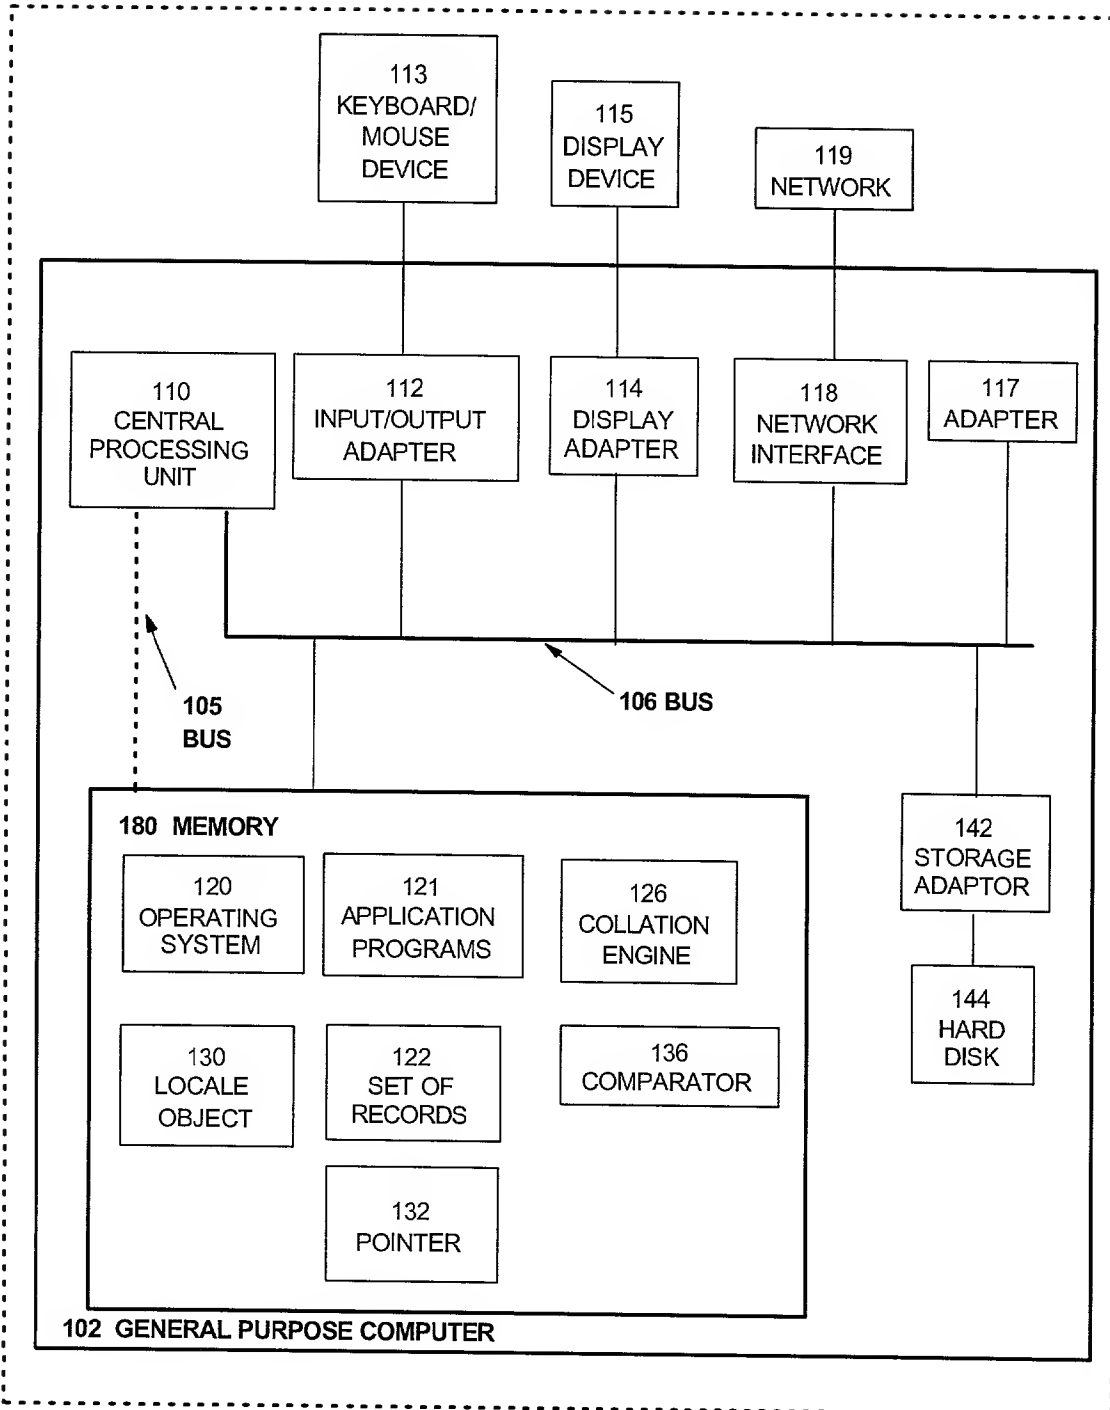 113
KEYBOARD/
MOUSE
DEVICE
115
DISPLAY
DEVICE
119
NETWORK
110
CENTRAL
PROCESSING
UNIT
112
INPUT/OUTPUT
ADAPTER
114
DISPLAY
ADAPTER
118
NETWORK
INTERFACE
117
ADAPTER
105
BUS
106 BUS
180 MEMORY
120
OPERATING
SYSTEM
121
APPLICATION
PROGRAMS
126
COLLATION
ENGINE
142
STORAGE
ADAPTOR
130
LOCALE
OBJECT
122
SET OF
RECORDS
136
COMPARATOR
144
HARD
DISK
132
POINTER
102 GENERAL PURPOSE COMPUTER